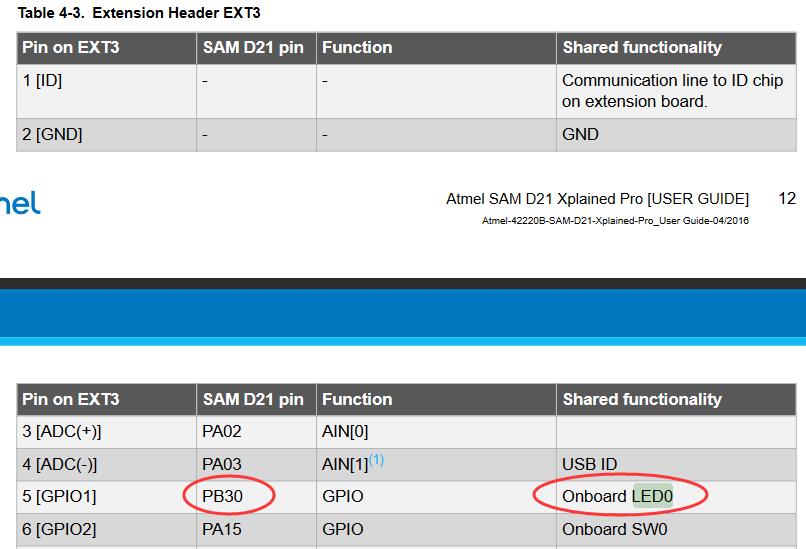 Table 4-3. Extension Header EXT3
Pin on EXT3 SAM D21 pin Function Shared functionality
1 [ID] - - Communication line to ID chip
on extension board.
2 [GND] - - GND
Atmel SAM D21 Xplained Pro [USER GUIDE] 12
Atmel-42220B-SAM-D21-Xplained-Pro_User Guide-04/2016
Pin on EXT3 SAM D21 pin Function Shared functionality
3 [ADC(+)] PA02 AIN[0]
4 [ADC(-)] PA03 AIN[1](1) USB ID
5 [GPIO1] PB30 GPIO Onboard LED0
6 [GPIO2] PA15 GPIO Onboard SW0